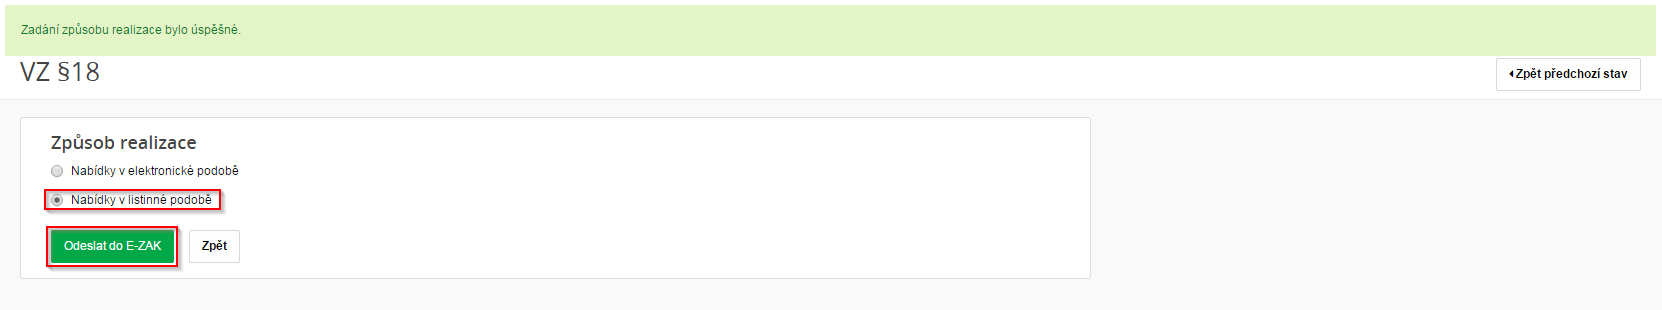 Zadání způsobu realizace bylo úspěšné.
VZ §18
Zpět předchozí stav
Způsob realizace
Nabídky v elektronické podobě
Nabídky v listinné podobě
Odeslat do E-ZAK
Zpět